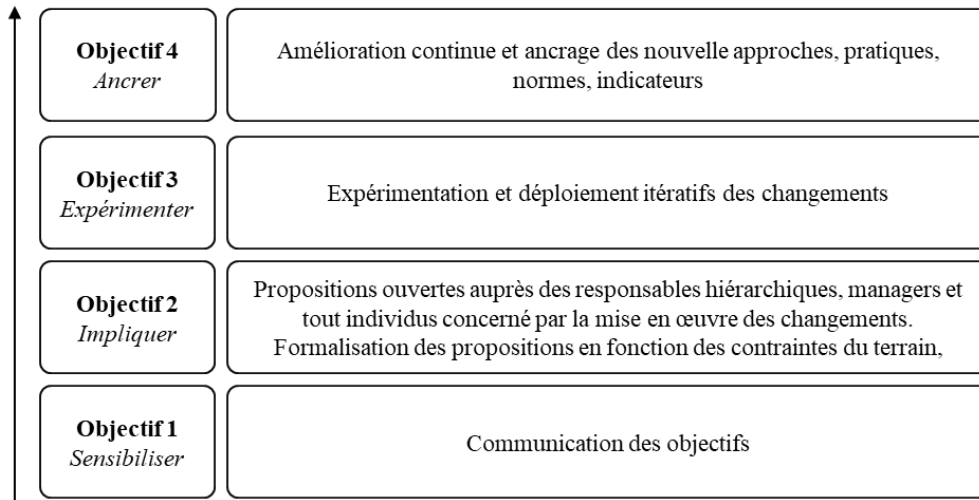 Objectif 4
Ancrer
Amélioration continue et ancrage des nouvelle approches, pratiques,
normes, indicateurs
Objectif 3
Expérimenter
Expérimentation et déploiement itératifs des changements
Objectif 2
Impliquer
Propositions ouvertes auprès des responsables hiérarchiques, managers et
tout individus concerné par la mise en œuvre des changements.
Formalisation des propositions en fonction des contraintes du terrain,
Objectif 1
Sensibiliser
Communication des objectifs